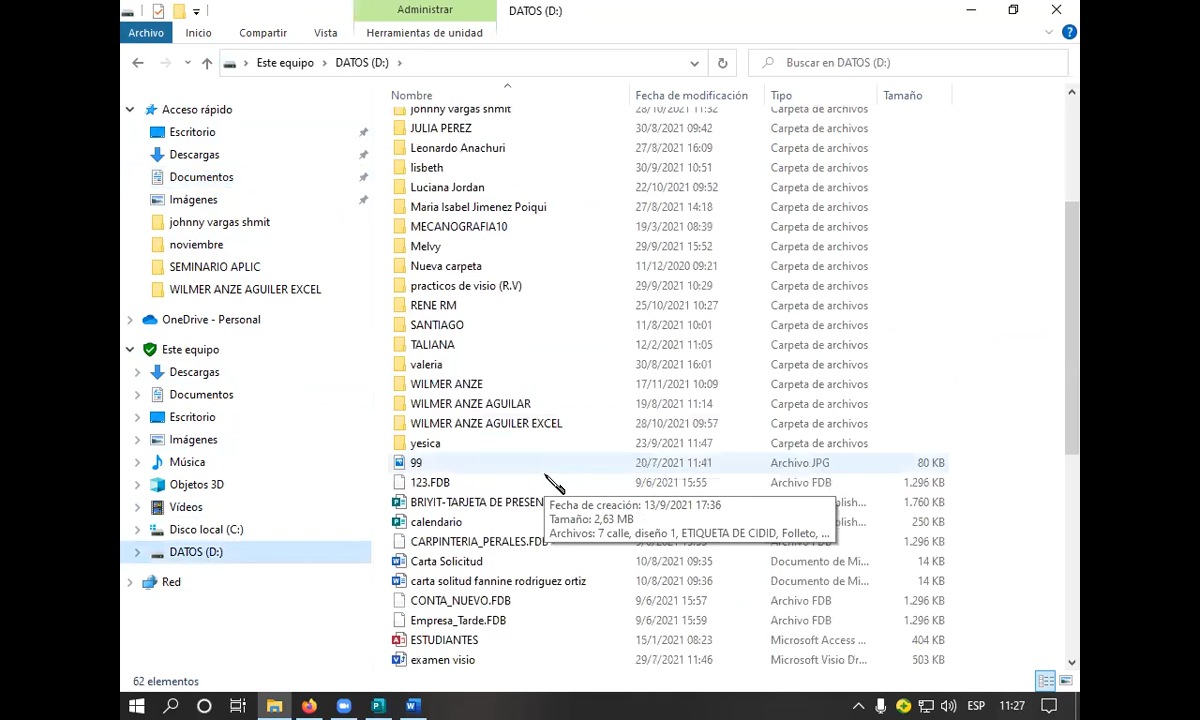 Administrar
DATOS (D:)
Archivo
Inicio
Compartir
Vista
Herramientas de unidad
Este equipo
DATOS (D:)
Buscar en DATOS (D:)
Nombre
Fecha de modificación
Tipo
Tamaño
Acceso rápido
Escritorio
Descargas
Documentos
Imágenes
johnny vargas shmit
noviembre
SEMINARIO APLIC
WILMER ANZE AGUILER EXCEL
OneDrive - Personal
Este equipo
Descargas
Documentos
Escritorio
Imágenes
Música
Objetos 3D
Vídeos
Disco local (C:)
DATOS (D:)
Red
johnny vargas shmit 28/10/2021 11:32 Carpeta de archivos
JULIA PEREZ 30/8/2021 09:42 Carpeta de archivos
Leonardo Anachuri 27/8/2021 16:09 Carpeta de archivos
lisbeth 30/9/2021 10:51 Carpeta de archivos
Luciana Jordan 22/10/2021 09:52 Carpeta de archivos
Maria Isabel Jimenez Poiqui 27/8/2021 14:18 Carpeta de archivos
MECANOGRAFIA10 19/3/2021 08:39 Carpeta de archivos
Melvy 29/9/2021 15:52 Carpeta de archivos
Nueva carpeta 11/12/2020 09:21 Carpeta de archivos
practicos de visio (R.V) 29/9/2021 10:29 Carpeta de archivos
RENE RM 25/10/2021 10:27 Carpeta de archivos
SANTIAGO 11/8/2021 10:01 Carpeta de archivos
TALIANA 12/2/2021 11:05 Carpeta de archivos
valeria 30/8/2021 16:01 Carpeta de archivos
WILMER ANZE 17/11/2021 10:09 Carpeta de archivos
WILMER ANZE AGUILAR 19/8/2021 11:14 Carpeta de archivos
WILMER ANZE AGUILER EXCEL 28/10/2021 09:57 Carpeta de archivos
yesica 23/9/2021 11:47 Carpeta de archivos
99 20/7/2021 11:41 Archivo JPG 80 KB
123.FDB 9/6/2021 15:55 Archivo FDB 1.296 KB
BRIYIT-TARJETA DE PRESEN 1.760 KB
calendario 250 KB
CARPINTERIA_PERALES.FDB 1.296 KB
Carta Solicitud 10/8/2021 09:35 Documento de Mi... 14 KB
carta solitud fannine rodriguez ortiz 10/8/2021 09:36 Documento de Mi... 14 KB
CONTA_NUEVO.FDB 9/6/2021 15:57 Archivo FDB 1.296 KB
Empresa_Tarde.FDB 9/6/2021 15:59 Archivo FDB 1.296 KB
ESTUDIANTES 15/1/2021 08:23 Microsoft Access ... 404 KB
examen visio 29/7/2021 11:46 Microsoft Visio Dr... 503 KB
Fecha de creación: 13/9/2021 17:36
Tamaño: 2,63 MB
Archivos: 7 calle, diseño 1, ETIQUETA DE CIDID, Folleto, ...
62 elementos
ESP
11:27